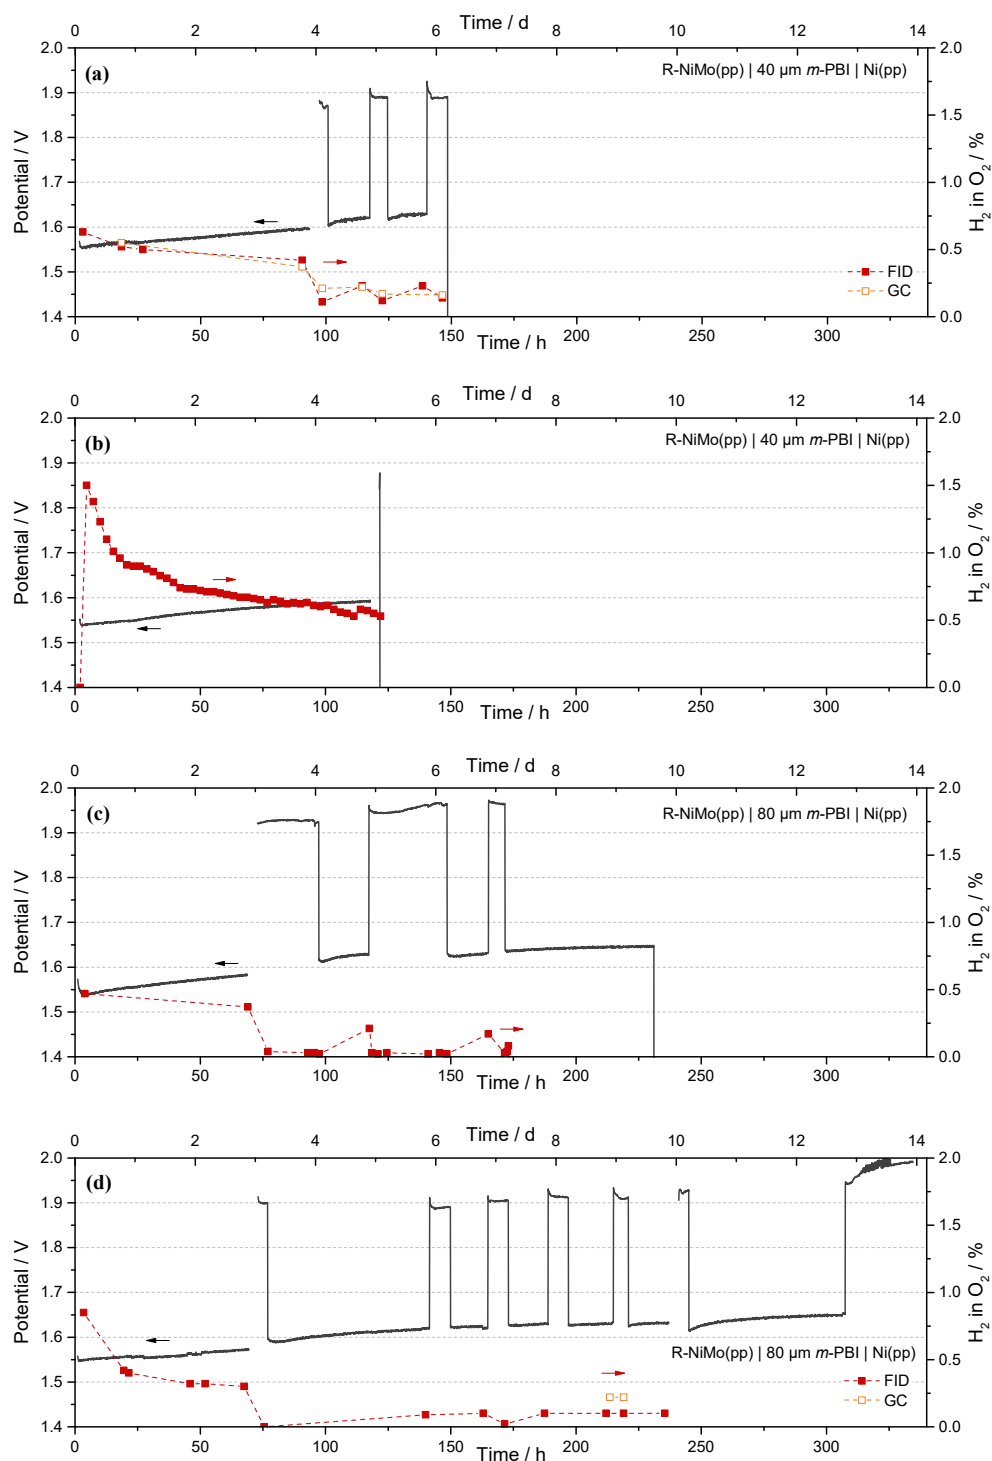 Time / d
0 2 4 6 8 10 12 14
2.0 2.0
(a) R-NiMo(pp) | 40 µm m-PBI | Ni(pp)
1.9
1.8 1.5
1.7 1.0
Potential / V
H2 in O2 / %
1.6
0.5
1.5
FID
GC
1.4 0.0
0 50 100 150 200 250 300
Time / h
Time / d
0 2 4 6 8 10 12 14
2.0 2.0
(b) R-NiMo(pp) | 40 µm m-PBI | Ni(pp)
1.9
1.8 1.5
1.7 1.0
Potential / V
H2 in O2 / %
1.6
0.5
1.5
1.4 0.0
0 50 100 150 200 250 300
Time / h
Time / d
0 2 4 6 8 10 12 14
2.0 2.0
(c) R-NiMo(pp) | 80 µm m-PBI | Ni(pp)
1.9
1.8 1.5
1.7 1.0
Potential / V
H2 in O2 / %
1.6
0.5
1.5
1.4 0.0
0 50 100 150 200 250 300
Time / h
Time / d
0 2 4 6 8 10 12 14
2.0 2.0
(d)
1.9
1.8 1.5
1.7 1.0
Potential / V
H2 in O2 / %
1.6
R-NiMo(pp) | 80 µm m-PBI | Ni(pp)
0.5
1.5
FID
GC
1.4 0.0
0 50 100 150 200 250 300
Time / h